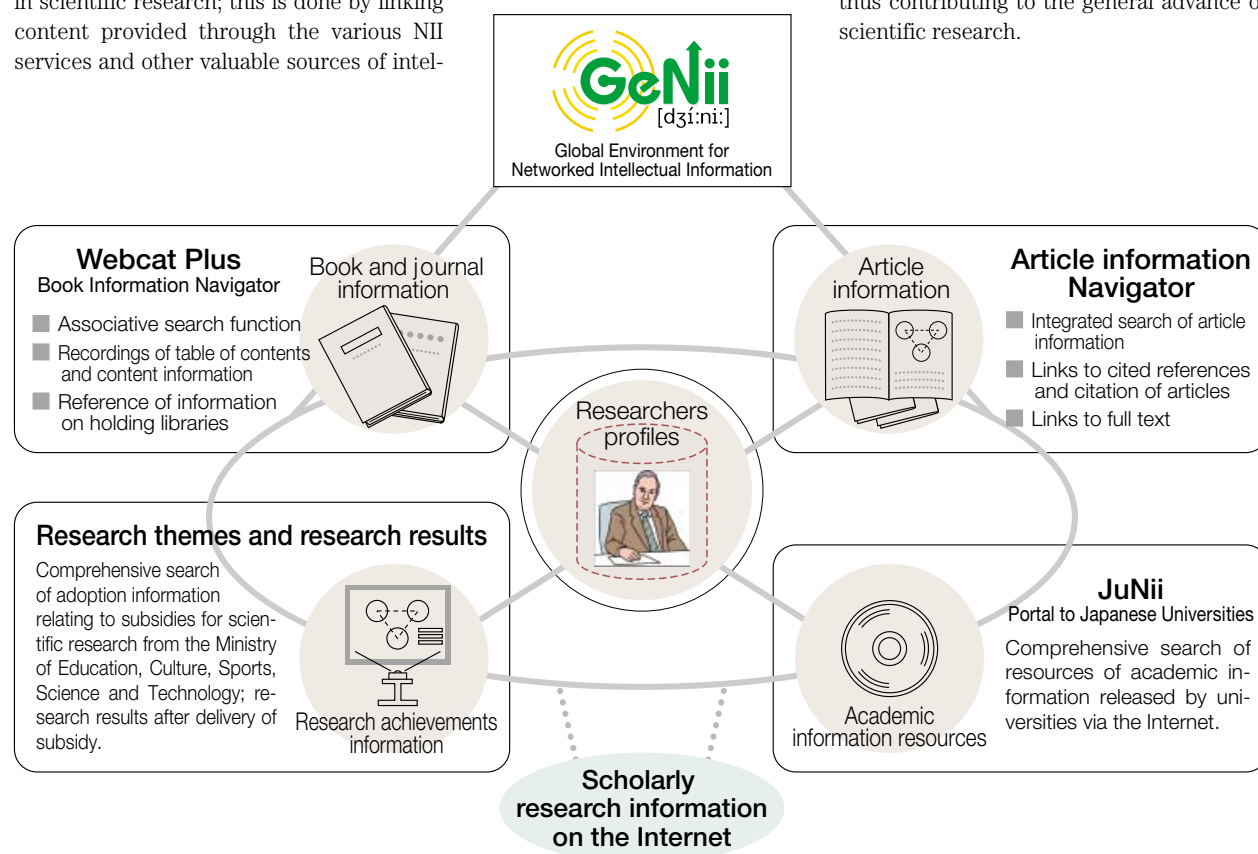 in scientific research; this is done by linking
content provided through the various NII
services and other valuable sources of intel-
thus contributing to the general advance o
scientific research.
GeNii
[dʒíːniː]
Global Environment for
Networked Intellectual Information
Webcat Plus
Book Information Navigator
Associative search function
Recordings of table of contents
and content information
Reference of information
on holding libraries
Book and journal
information
Article
information
Article information
Navigator
Integrated search of article
information
Links to cited references
and citation of articles
Links to full text
Researchers
profiles
Research themes and research results
Comprehensive search
of adoption information
relating to subsidies for scien-
tific research from the Ministry
of Education, Culture, Sports,
Science and Technology; re-
search results after delivery of
subsidy.
Research achievements
information
Academic
information resources
JuNii
Portal to Japanese Universities
Comprehensive search of
resources of academic in-
formation released by uni-
versities via the Internet.
Scholarly
research information
on the Internet